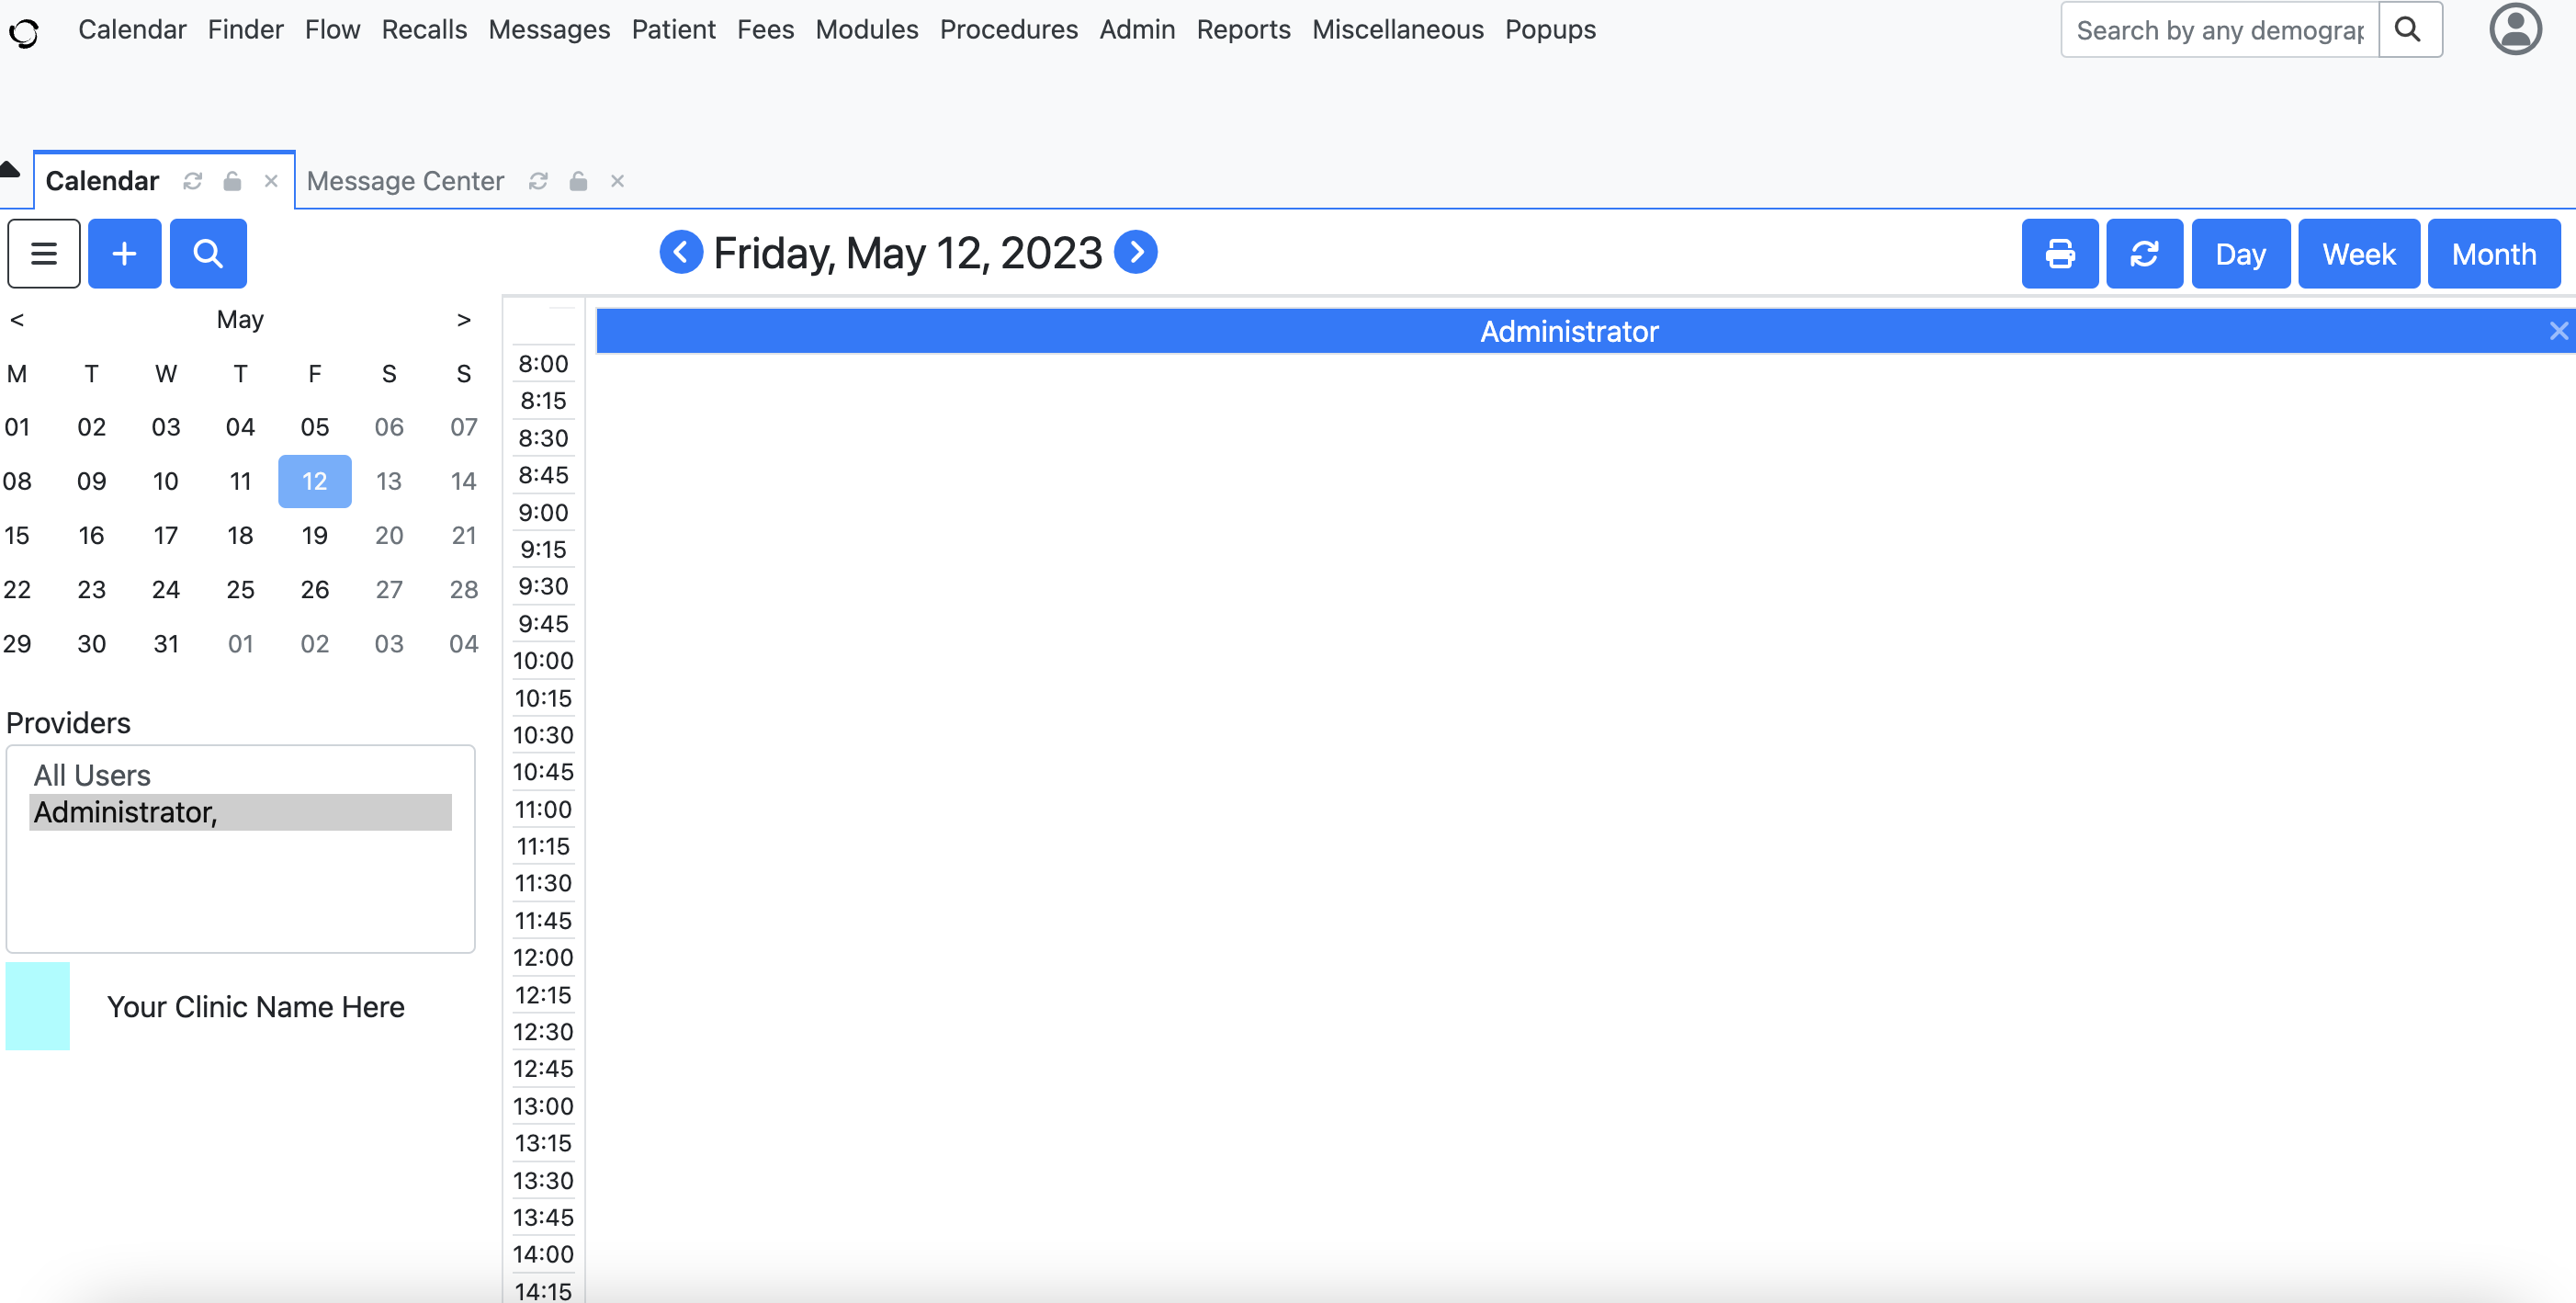 Calendar Finder Flow Recalls Messages Patient Fees Modules Procedures Admin Reports Miscellaneous Popups
Search by any demograp
Calendar
Message Center
Friday, May 12, 2023
Day Week Month
< May >
M T W T F S S
01 02 03 04 05 06 07
08 09 10 11 12 13 14
15 16 17 18 19 20 21
22 23 24 25 26 27 28
29 30 31 01 02 03 04
Providers
All Users
Administrator,
Your Clinic Name Here
Administrator
8:00
8:15
8:30
8:45
9:00
9:15
9:30
9:45
10:00
10:15
10:30
10:45
11:00
11:15
11:30
11:45
12:00
12:15
12:30
12:45
13:00
13:15
13:30
13:45
14:00
14:15